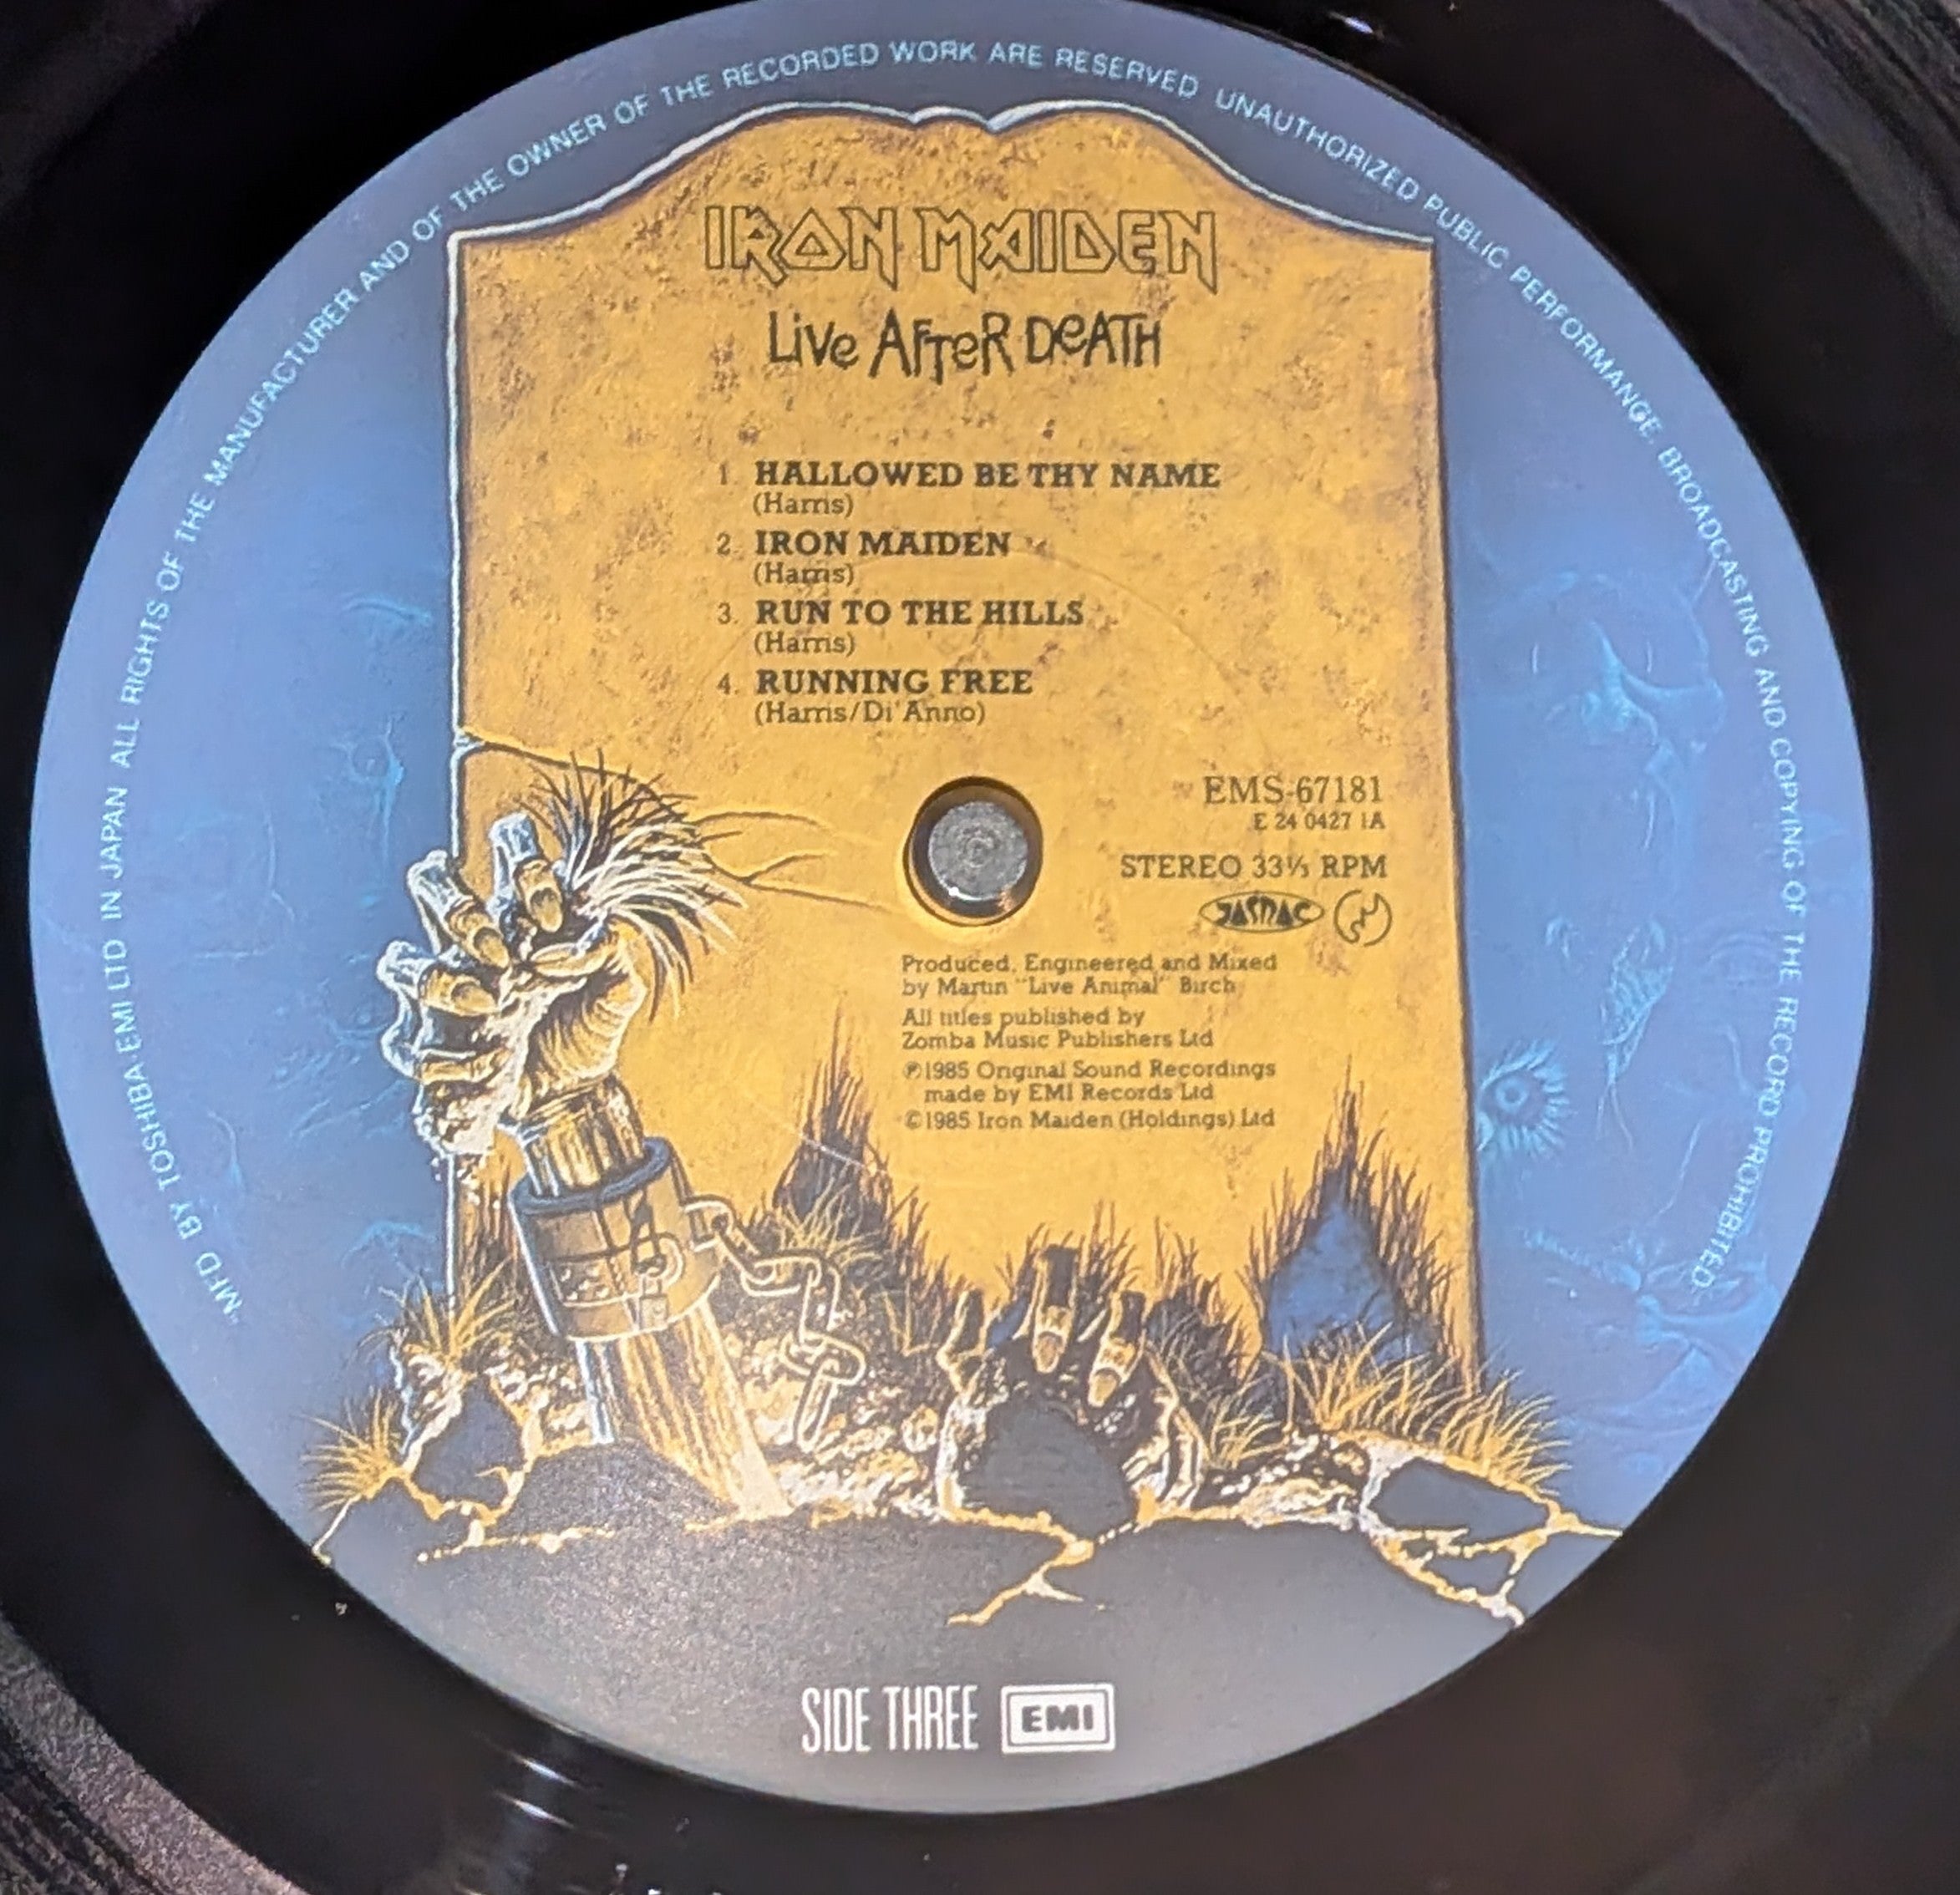 "MFD BY TOSHIBA-EMI LTD IN JAPAN ALL RIGHTS OF THE MANUFACTURER AND OF THE OWNER OF THE RECORDED WORK ARE RESERVED UNAUTHORIZED PUBLIC PERFORMANGE. BROADCASTING AND COPYING OF THE RECORD PROHIBITED.
IRON MAIDEN
Live After Death
1. HALLOWED BE THY NAME
(Harris)
2. IRON MAIDEN
(Harris)
3. RUN TO THE HILLS
(Harris)
4. RUNNING FREE
(Harris/Di'Anno)
EMS-67181
E 24 0427 1A
STEREO 33⅓ RPM
JASRAC
Produced, Engineered and Mixed
by Martin "Live Animal" Birch
All titles published by
Zomba Music Publishers Ltd
℗1985 Original Sound Recordings
made by EMI Records Ltd
©1985 Iron Maiden (Holdings) Ltd
SIDE THREE EMI